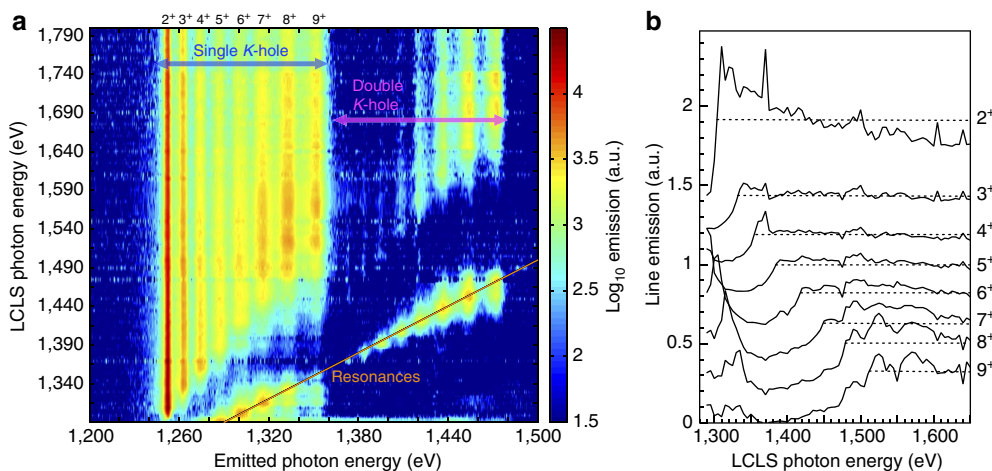 a
2+ 3+ 4+ 5+ 6+ 7+ 8+ 9+
1,790
1,740
1,690
1,640
1,590
1,540
1,490
1,440
1,390
1,340
LCLS photon energy (eV)
Single K-hole
Double
K-hole
Resonances
1,200 1,260 1,320 1,380 1,440 1,500
Emitted photon energy (eV)
4
3.5
3
2.5
2
1.5
Log10 emission (a.u.)
b
2
1.5
1
0.5
0
Line emission (a.u.)
2+
3+
4+
5+
6+
7+
8+
9+
1,300 1,400 1,500 1,600
LCLS photon energy (eV)